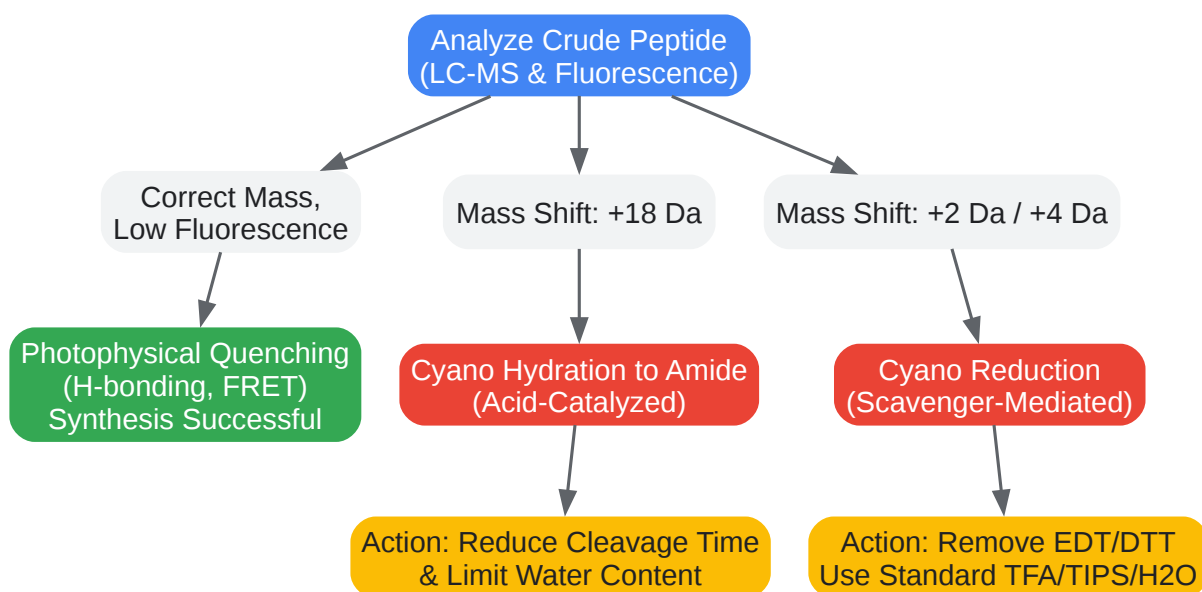 Analyze Crude Peptide
(LC-MS & Fluorescence)
Correct Mass,
Low Fluorescence
Mass Shift: +18 Da
Mass Shift: +2 Da / +4 Da
Photophysical Quenching
(H-bonding, FRET)
Synthesis Successful
Cyano Hydration to Amide
(Acid-Catalyzed)
Cyano Reduction
(Scavenger-Mediated)
Action: Reduce Cleavage Time
& Limit Water Content
Action: Remove EDT/DTT
Use Standard TFA/TIPS/H2O